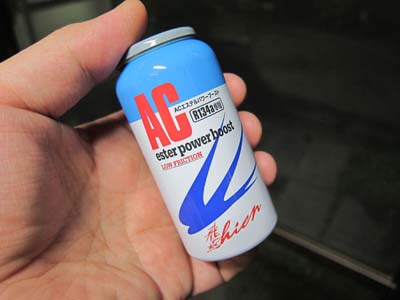 AC
ACエステルパワーブースト
R134a専用
ester power boost
LOW FRICTION
飛燕
hien